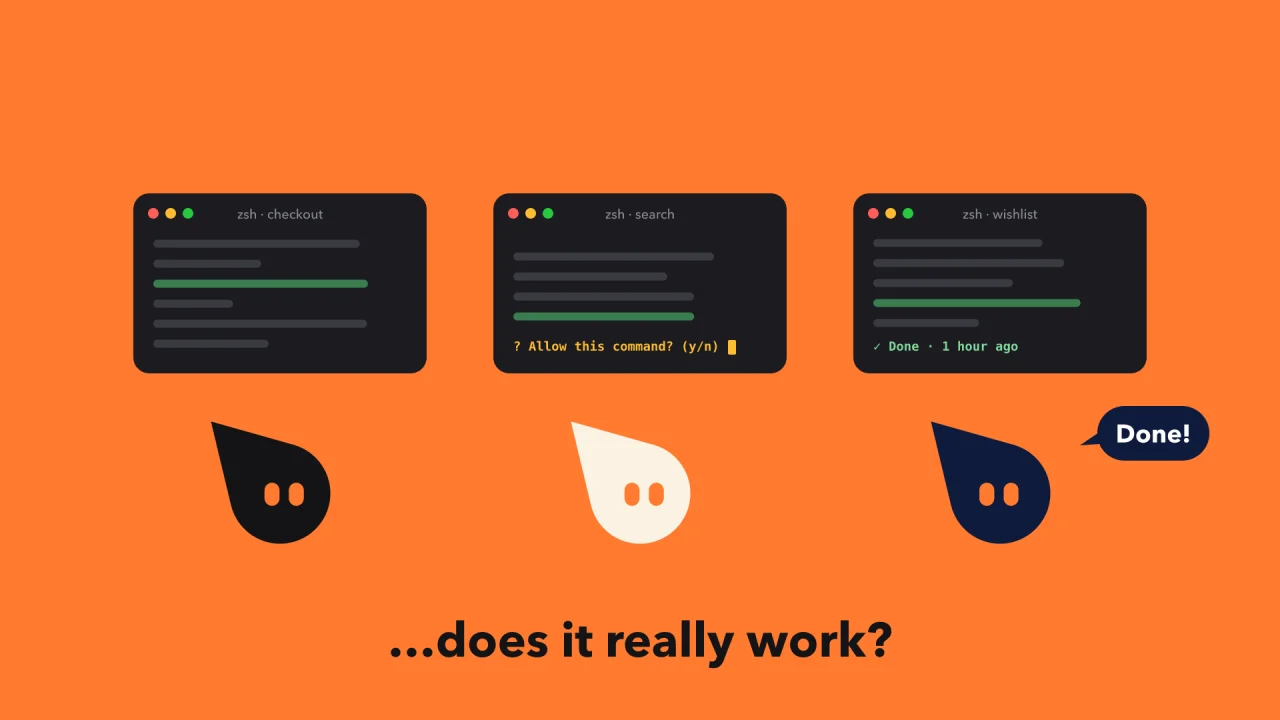 zsh · checkout
zsh · search
? Allow this command? (y/n)
zsh · wishlist
✓ Done · 1 hour ago
Done!
...does it really work?